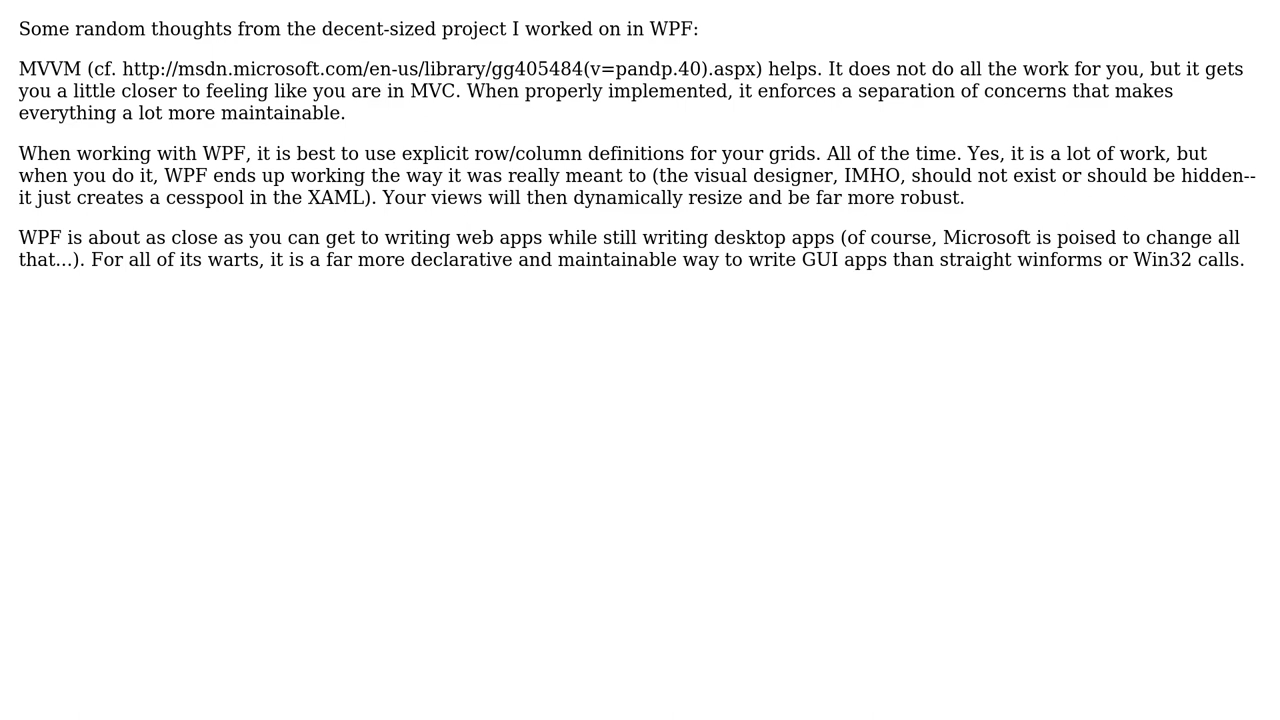 Some random thoughts from the decent-sized project I worked on in WPF:
MVVM (cf. http://msdn.microsoft.com/en-us/library/gg405484(v=pandp.40).aspx) helps. It does not do all the work for you, but it gets
you a little closer to feeling like you are in MVC. When properly implemented, it enforces a separation of concerns that makes
everything a lot more maintainable.
When working with WPF, it is best to use explicit row/column definitions for your grids. All of the time. Yes, it is a lot of work, but
when you do it, WPF ends up working the way it was really meant to (the visual designer, IMHO, should not exist or should be hidden--
it just creates a cesspool in the XAML). Your views will then dynamically resize and be far more robust.
WPF is about as close as you can get to writing web apps while still writing desktop apps (of course, Microsoft is poised to change all
that...). For all of its warts, it is a far more declarative and maintainable way to write GUI apps than straight winforms or Win32 calls.